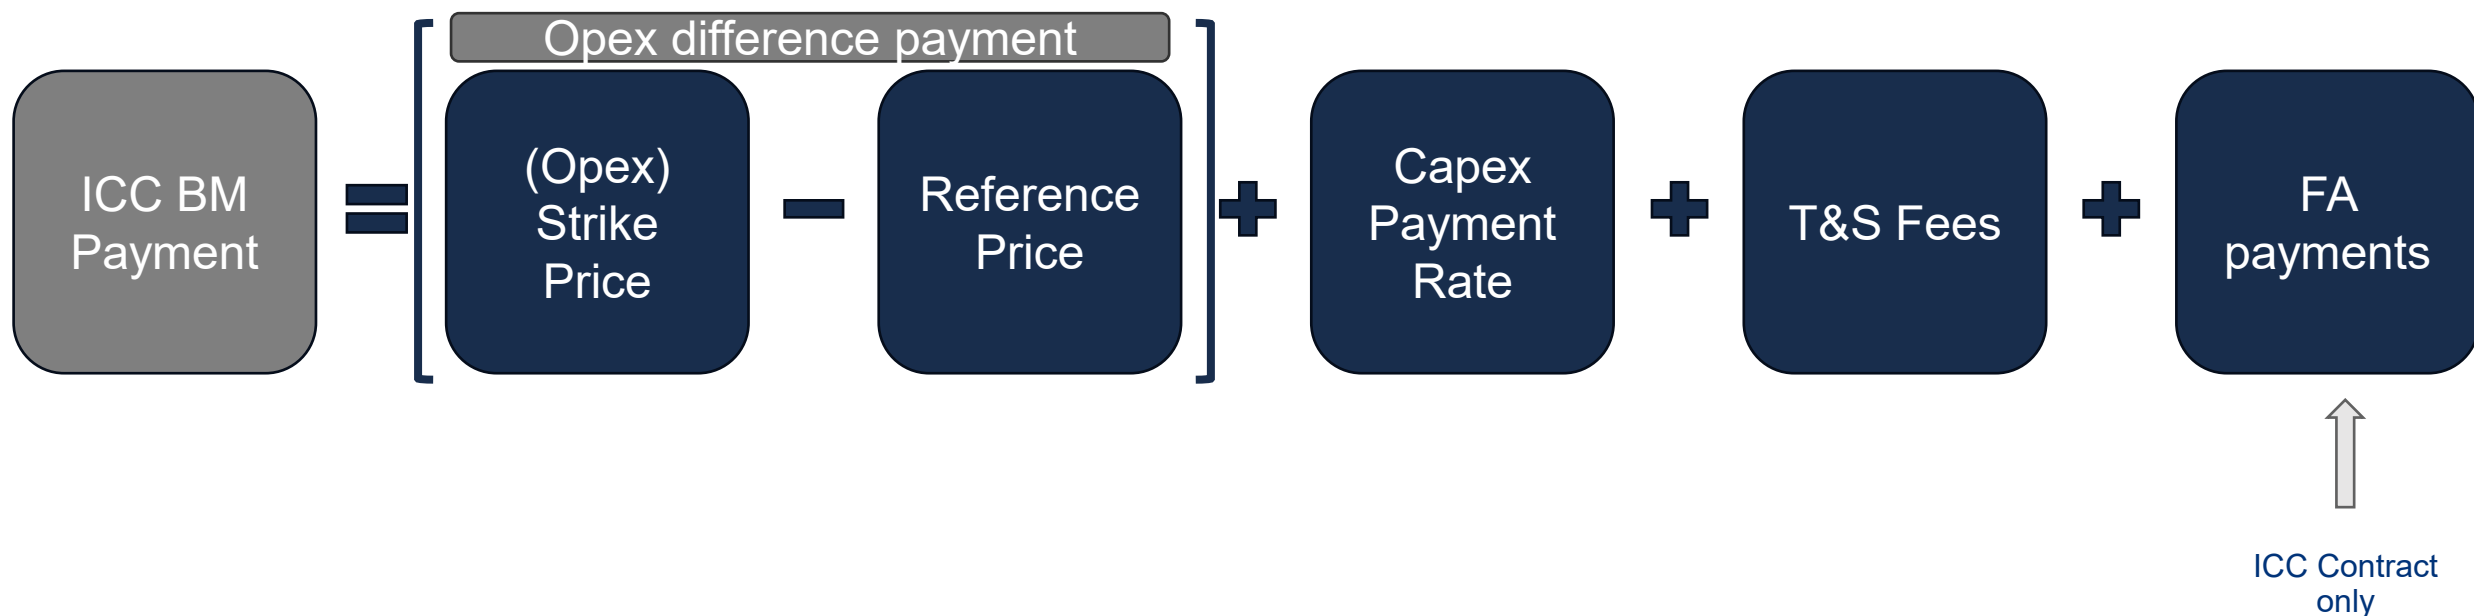 Opex difference payment
ICC BM
Payment
=
(Opex)
Strike
Price
-
Reference
Price
+
Capex
Payment
Rate
+
T&S Fees
+
FA
payments
ICC Contract
only